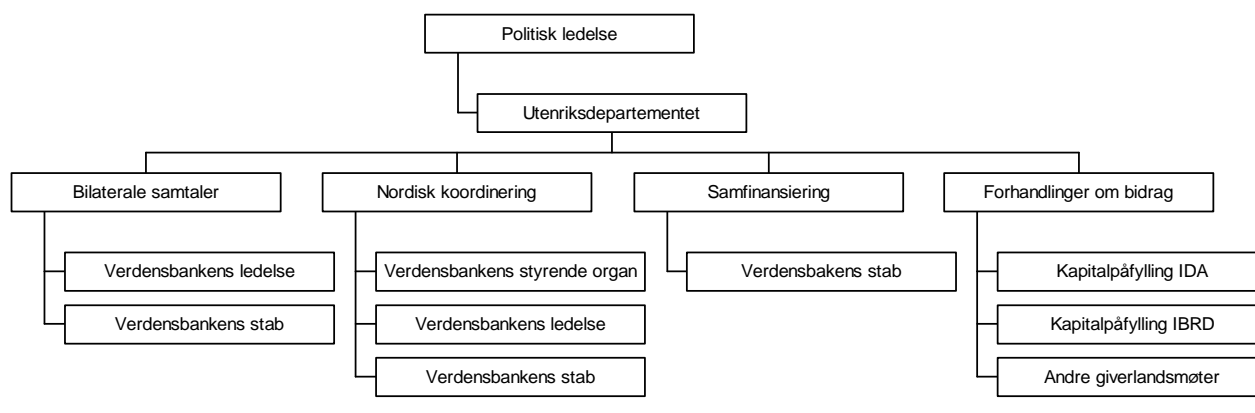 Politisk ledelse
Utenriksdepartementet
Bilaterale samtaler
Nordisk koordinering
Samfinansiering
Forhandlinger om bidrag
Verdensbankens ledelse
Verdensbankens styrende organ
Verdensbakens stab
Kapitalpåfylling IDA
Verdensbankens stab
Verdensbankens ledelse
Kapitalpåfylling IBRD
Verdensbankens stab
Andre giverlandsmøter